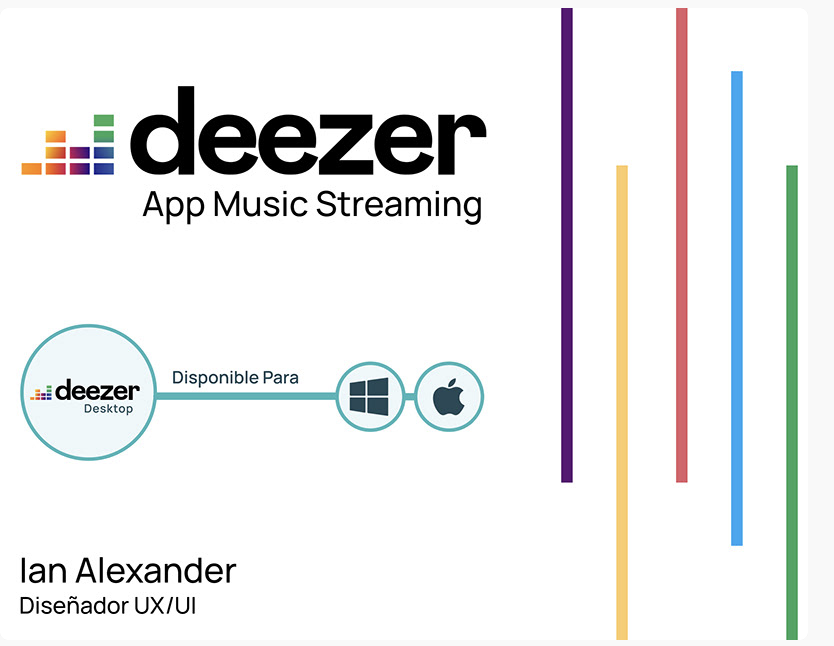 deezer
App Music Streaming
Disponible Para
deezer
Desktop
Ian Alexander
Diseñador UX/UI